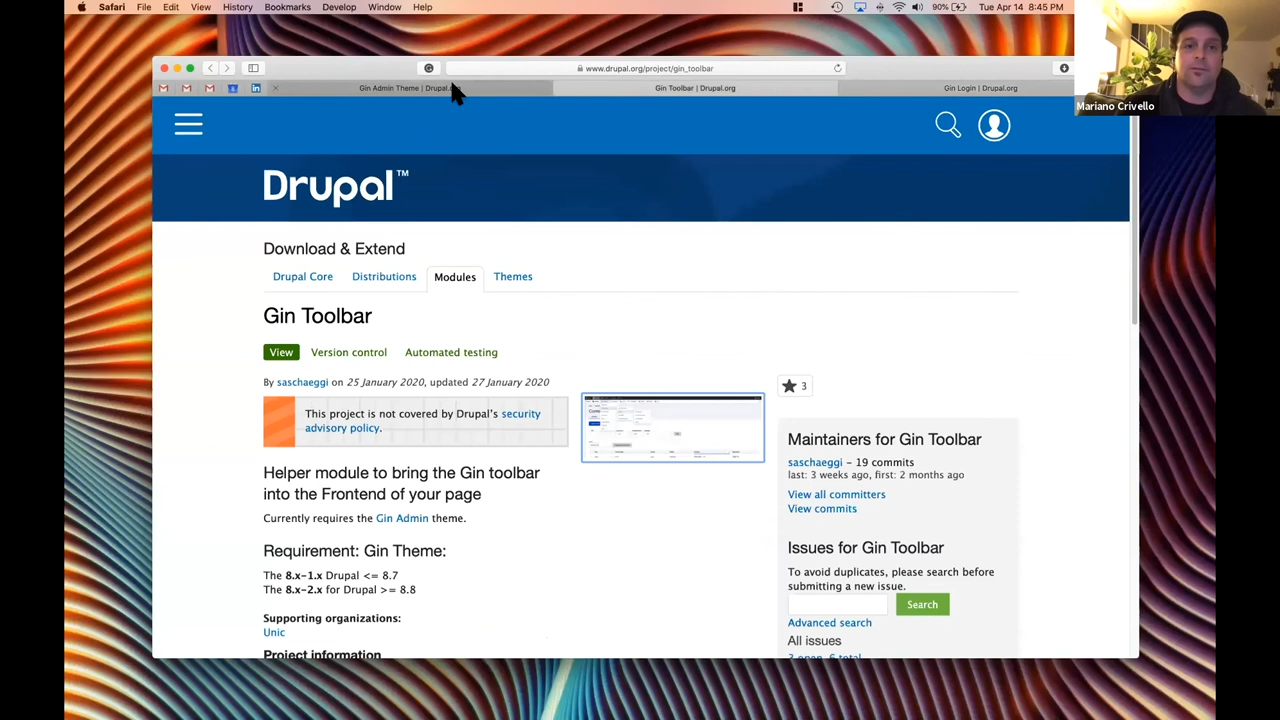 Safari File Edit View History Bookmarks Develop Window Help
90% Tue Apr 14 8:45 PM
www.drupal.org/project/gin_toolbar
Gin Admin Theme | Drupal.org
Gin Toolbar | Drupal.org
Gin Login | Drupal.org
Mariano Crivello
Drupal™
Download & Extend
Drupal Core Distributions Modules Themes
Gin Toolbar
View Version control Automated testing
By saschaeggi on 25 January 2020, updated 27 January 2020
This project is not covered by Drupal's security
advisory policy.
Helper module to bring the Gin toolbar
into the Frontend of your page
Currently requires the Gin Admin theme.
Requirement: Gin Theme:
The 8.x-1.x Drupal <= 8.7
The 8.x-2.x for Drupal >= 8.8
Supporting organizations:
Unic
Project information
3
Maintainers for Gin Toolbar
saschaeggi – 19 commits
last: 3 weeks ago, first: 2 months ago
View all committers
View commits
Issues for Gin Toolbar
To avoid duplicates, please search before
submitting a new issue.
Search
Advanced search
All issues
3 open, 6 total